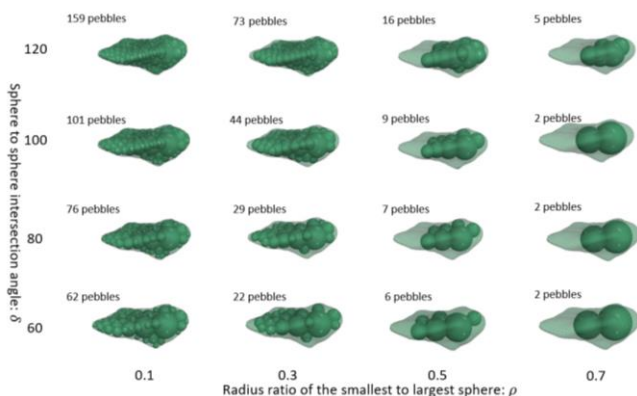 159 pebbles
73 pebbles
16 pebbles
5 pebbles
120
101 pebbles
44 pebbles
9 pebbles
2 pebbles
100
76 pebbles
29 pebbles
7 pebbles
2 pebbles
80
62 pebbles
22 pebbles
6 pebbles
2 pebbles
60
Sphere to sphere intersection angle: δ
0.1
0.3
0.5
0.7
Radius ratio of the smallest to largest sphere: ρ